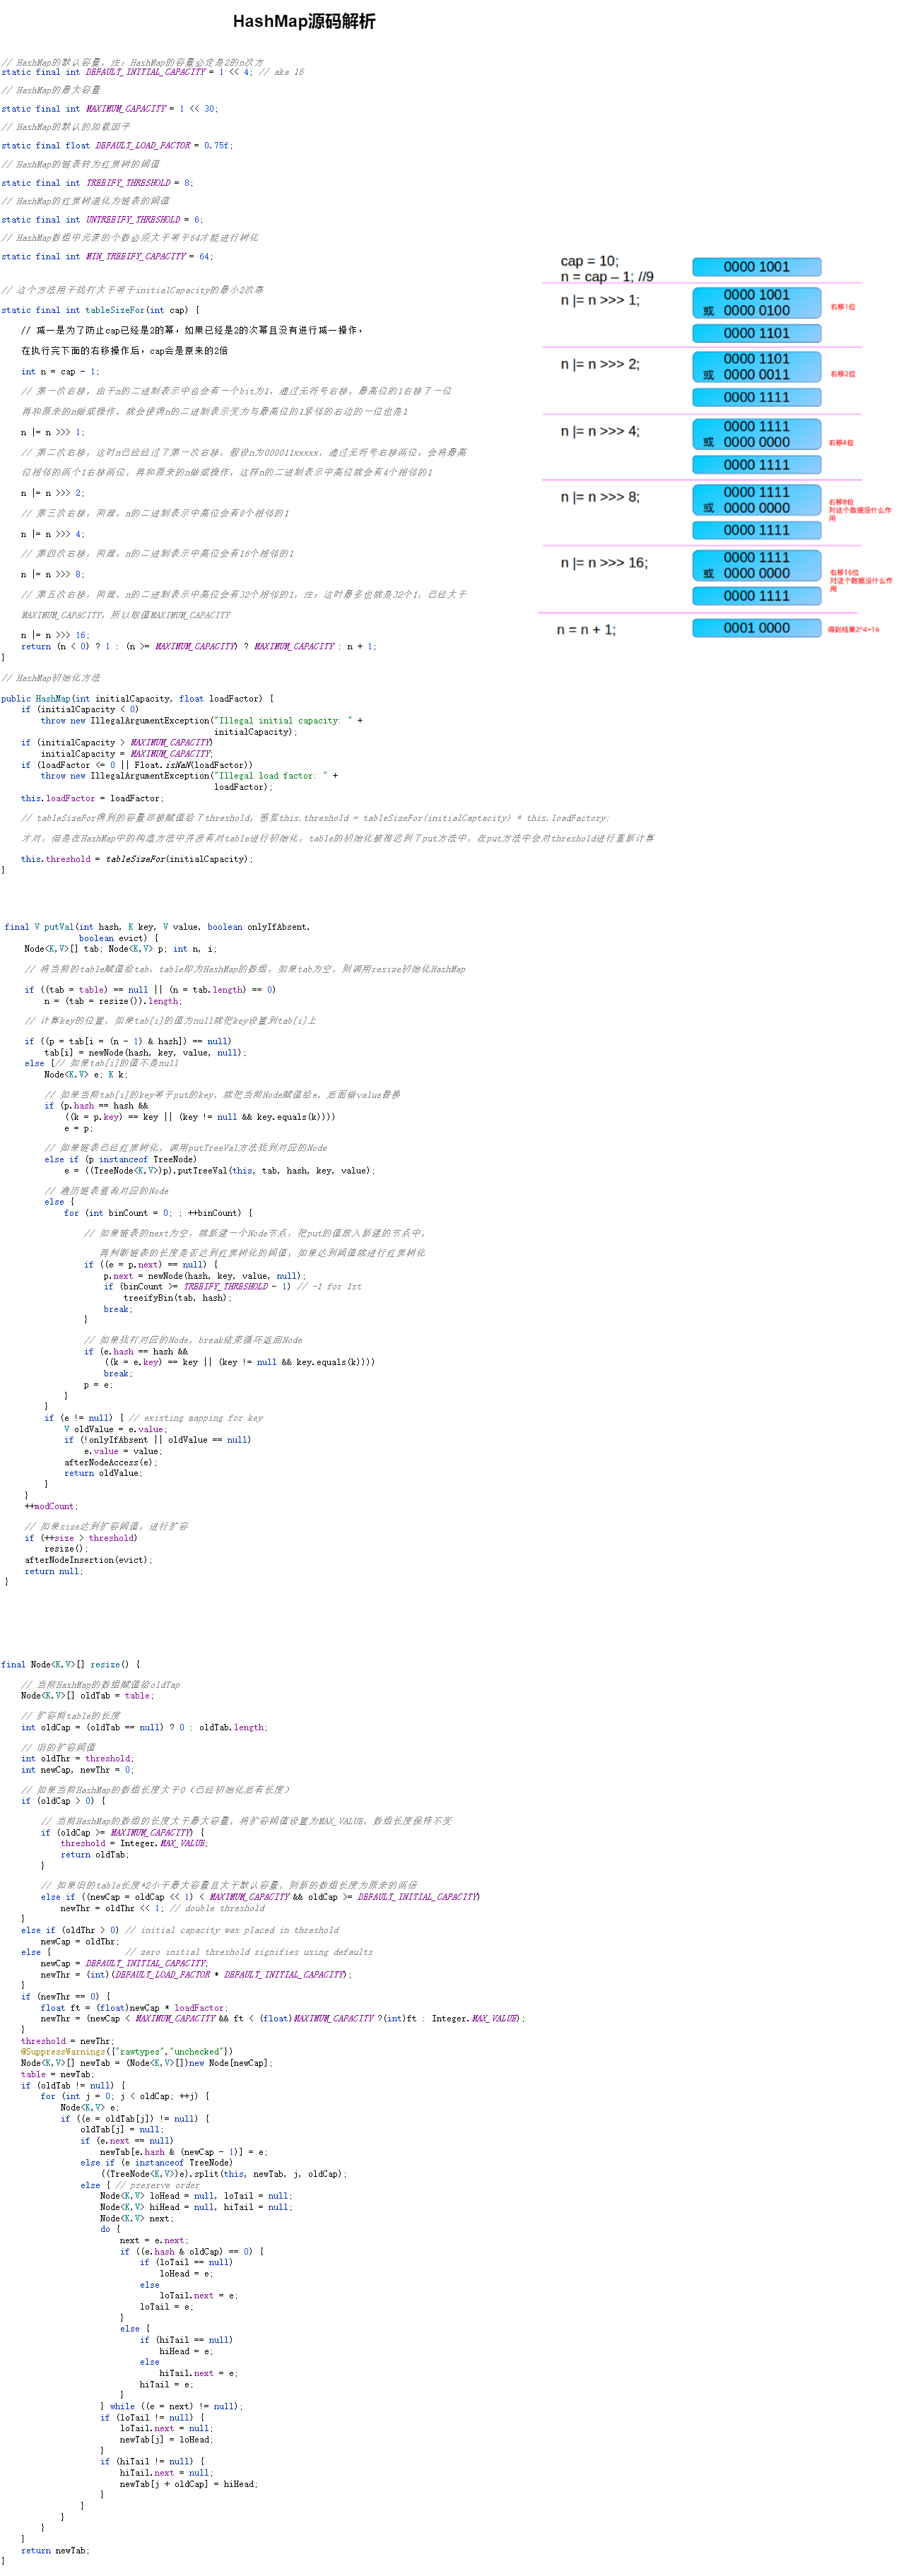 HashMap源码解析
// HashMap的默认容量，注：HashMap的容量必定是2的n次方
static final int DEFAULT_INITIAL_CAPACITY = 1 << 4; // aka 16
// HashMap的最大容量
static final int MAXIMUM_CAPACITY = 1 << 30;
// HashMap的默认的加载因子
static final float DEFAULT_LOAD_FACTOR = 0.75f;
// HashMap的链表转为红黑树的阈值
static final int TREEIFY_THRESHOLD = 8;
// HashMap的红黑树退化为链表的阈值
static final int UNTREEIFY_THRESHOLD = 6;
// HashMap数组中元素的个数必须大于等于64才能进行树化
static final int MIN_TREEIFY_CAPACITY = 64;
// 这个方法用于找打大于等于initialCapacity的最小2次幂
static final int tableSizeFor(int cap) {
// 减一是为了防止cap已经是2的幂，如果已经是2的次幂且没有进行减一操作，
在执行完下面的右移操作后，cap会是原来的2倍
int n = cap - 1;
// 第一次右移，由于n的二进制表示中总会有一个bit为1，通过无符号右移，最高位的1右移了一位
再和原来的n做或操作，就会使得n的二进制表示变为与最高位的1紧邻的右边的一位也是1
n |= n >>> 1;
// 第二次右移，这时n已经经过了第一次右移，假设n为000011xxxxx，通过无符号右移两位，会将最高
位相邻的两个1右移两位，再和原来的n做或操作，这样n的二进制表示中高位就会有4个相邻的1
n |= n >>> 2;
// 第三次右移，同理，n的二进制表示中高位会有8个相邻的1
n |= n >>> 4;
// 第四次右移，同理，n的二进制表示中高位会有16个相邻的1
n |= n >>> 8;
// 第五次右移，同理，n的二进制表示中高位会有32个相邻的1，注：这时最多也就是32个1，已经大于
MAXIMUM_CAPACITY，所以取值MAXIMUM_CAPACITY
n |= n >>> 16;
return (n < 0) ? 1 : (n >= MAXIMUM_CAPACITY) ? MAXIMUM_CAPACITY : n + 1;
}
cap = 10;
n = cap – 1; //9
0000 1001
n |= n >>> 1;
0000 1001
或 0000 0100
右移1位
0000 1101
n |= n >>> 2;
0000 1101
或 0000 0011
右移2位
0000 1111
n |= n >>> 4;
0000 1111
或 0000 0000
右移4位
0000 1111
n |= n >>> 8;
0000 1111
或 0000 0000
右移8位
对这个数据没什么作
用
0000 1111
n |= n >>> 16;
0000 1111
或 0000 0000
右移16位
对这个数据没什么作
用
0000 1111
n = n + 1;
0001 0000
得到结果2^4=16
// HashMap初始化方法
public HashMap(int initialCapacity, float loadFactor) {
if (initialCapacity < 0)
throw new IllegalArgumentException("Illegal initial capacity: " +
initialCapacity);
if (initialCapacity > MAXIMUM_CAPACITY)
initialCapacity = MAXIMUM_CAPACITY;
if (loadFactor <= 0 || Float.isNaN(loadFactor))
throw new IllegalArgumentException("Illegal load factor: " +
loadFactor);
this.loadFactor = loadFactor;
// tableSizeFor得到的容量却被赋值给了threshold，感觉this.threshold = tableSizeFor(initialCaptacity) * this.loadFactory;
才对，但是在HashMap中的构造方法中并没有对table进行初始化，table的初始化被推迟到了put方法中，在put方法中会对threshold进行重新计算
this.threshold = tableSizeFor(initialCapacity);
}
final V putVal(int hash, K key, V value, boolean onlyIfAbsent,
boolean evict) {
Node<K,V>[] tab; Node<K,V> p; int n, i;
// 将当前的table赋值给tab，table即为HashMap的数组，如果tab为空，则调用resize初始化HashMap
if ((tab = table) == null || (n = tab.length) == 0)
n = (tab = resize()).length;
// 计算key的位置，如果tab[i]的值为null就把key设置到tab[i]上
if ((p = tab[i = (n - 1) & hash]) == null)
tab[i] = newNode(hash, key, value, null);
else {// 如果tab[i]的值不是null
Node<K,V> e; K k;
// 如果当前tab[i]的key等于put的key，就把当前Node赋值给e，后面做value替换
if (p.hash == hash &&
((k = p.key) == key || (key != null && key.equals(k))))
e = p;
// 如果链表已经红黑树化，调用putTreeVal方法找到对应的Node
else if (p instanceof TreeNode)
e = ((TreeNode<K,V>)p).putTreeVal(this, tab, hash, key, value);
// 遍历链表查询对应的Node
else {
for (int binCount = 0; ; ++binCount) {
// 如果链表的next为空，就新建一个Node节点，把put的值放入新建的节点中，
再判断链表的长度是否达到红黑树化的阈值，如果达到阈值就进行红黑树化
if ((e = p.next) == null) {
p.next = newNode(hash, key, value, null);
if (binCount >= TREEIFY_THRESHOLD - 1) // -1 for 1st
treeifyBin(tab, hash);
break;
}
// 如果找打对应的Node，break结束循环返回Node
if (e.hash == hash &&
((k = e.key) == key || (key != null && key.equals(k))))
break;
p = e;
}
}
if (e != null) { // existing mapping for key
V oldValue = e.value;
if (!onlyIfAbsent || oldValue == null)
e.value = value;
afterNodeAccess(e);
return oldValue;
}
}
++modCount;
// 如果size达到扩容阈值，进行扩容
if (++size > threshold)
resize();
afterNodeInsertion(evict);
return null;
}
final Node<K,V>[] resize() {
// 当前HashMap的数组赋值给oldTap
Node<K,V>[] oldTab = table;
// 扩容前table的长度
int oldCap = (oldTab == null) ? 0 : oldTab.length;
// 旧的扩容阈值
int oldThr = threshold;
int newCap, newThr = 0;
// 如果当前HashMap的数组长度大于0（已经初始化后有长度）
if (oldCap > 0) {
// 当前HashMap的数组的长度大于最大容量，将扩容阈值设置为MAX_VALUE，数组长度保持不变
if (oldCap >= MAXIMUM_CAPACITY) {
threshold = Integer.MAX_VALUE;
return oldTab;
}
// 如果旧的table长度*2小于最大容量且大于默认容量，则新的数组长度为原来的两倍
else if ((newCap = oldCap << 1) < MAXIMUM_CAPACITY && oldCap >= DEFAULT_INITIAL_CAPACITY)
newThr = oldThr << 1; // double threshold
}
else if (oldThr > 0) // initial capacity was placed in threshold
newCap = oldThr;
else { // zero initial threshold signifies using defaults
newCap = DEFAULT_INITIAL_CAPACITY;
newThr = (int)(DEFAULT_LOAD_FACTOR * DEFAULT_INITIAL_CAPACITY);
}
if (newThr == 0) {
float ft = (float)newCap * loadFactor;
newThr = (newCap < MAXIMUM_CAPACITY && ft < (float)MAXIMUM_CAPACITY ?(int)ft : Integer.MAX_VALUE);
}
threshold = newThr;
@SuppressWarnings({"rawtypes","unchecked"})
Node<K,V>[] newTab = (Node<K,V>[])new Node[newCap];
table = newTab;
if (oldTab != null) {
for (int j = 0; j < oldCap; ++j) {
Node<K,V> e;
if ((e = oldTab[j]) != null) {
oldTab[j] = null;
if (e.next == null)
newTab[e.hash & (newCap - 1)] = e;
else if (e instanceof TreeNode)
((TreeNode<K,V>)e).split(this, newTab, j, oldCap);
else { // preserve order
Node<K,V> loHead = null, loTail = null;
Node<K,V> hiHead = null, hiTail = null;
Node<K,V> next;
do {
next = e.next;
if ((e.hash & oldCap) == 0) {
if (loTail == null)
loHead = e;
else
loTail.next = e;
loTail = e;
}
else {
if (hiTail == null)
hiHead = e;
else
hiTail.next = e;
hiTail = e;
}
} while ((e = next) != null);
if (loTail != null) {
loTail.next = null;
newTab[j] = loHead;
}
if (hiTail != null) {
hiTail.next = null;
newTab[j + oldCap] = hiHead;
}
}
}
}
}
return newTab;
}